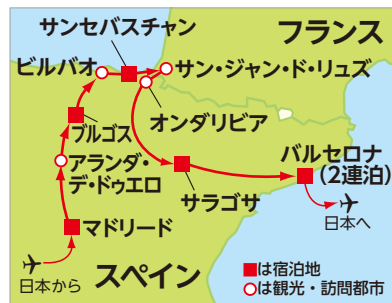 サンセバスチャン
フランス
ビルバオ
サン・ジャン・ド・リュズ
オンダリビア
ブルゴス
アランダ・
デ・ドゥエロ
バルセロナ
(2連泊)
サラゴサ
マドリード
日本へ
日本から
スペイン
■は宿泊地
○は観光・訪問都市